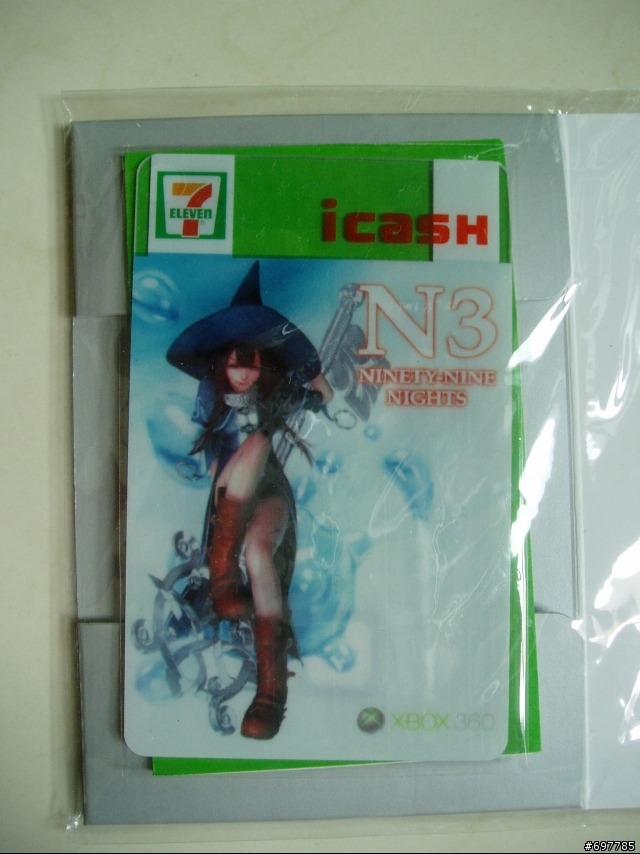 7
ELEVEN
icash
N3
NINETY-NINE
NIGHTS
XBOX 360
#697785